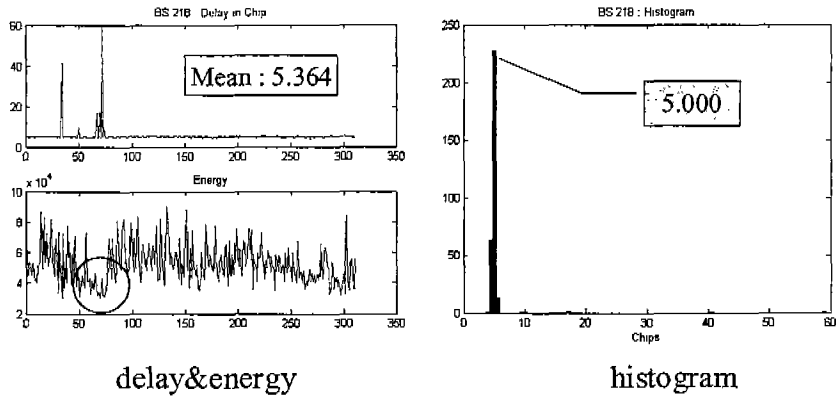 BS 21B : Delay in Chip
60
40
20
0
0 50 100 150 200 250 300 350
Mean : 5.364
Energy
x 10^4
10
8
6
4
2
0 50 100 150 200 250 300 350
delay&energy
BS 21B : Histogram
250
200
150
100
50
0
0 10 20 30 40 50 60
Chips
5.000
histogram